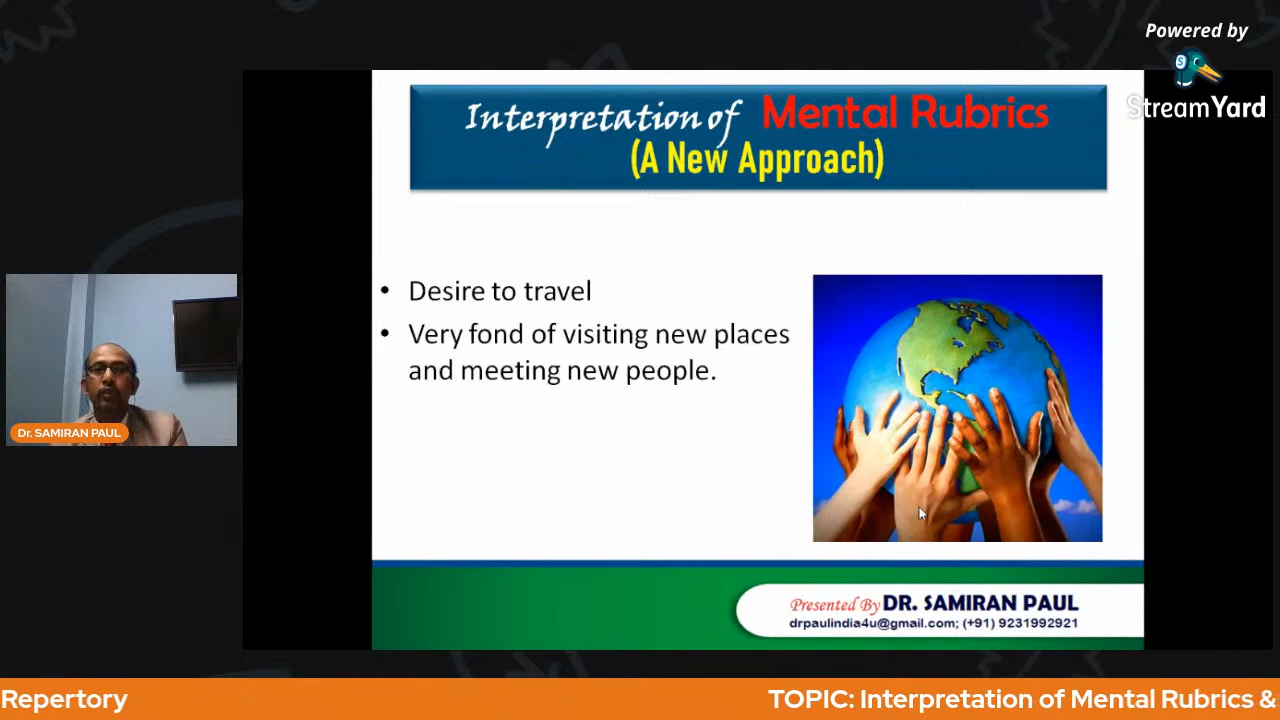 Powered by
StreamYard
Interpretation of Mental Rubrics
(A New Approach)
• Desire to travel
• Very fond of visiting new places
and meeting new people.
Dr. SAMIRAN PAUL
Presented By DR. SAMIRAN PAUL
drpaulindia4u@gmail.com; (+91) 9231992921
Repertory TOPIC: Interpretation of Mental Rubrics &